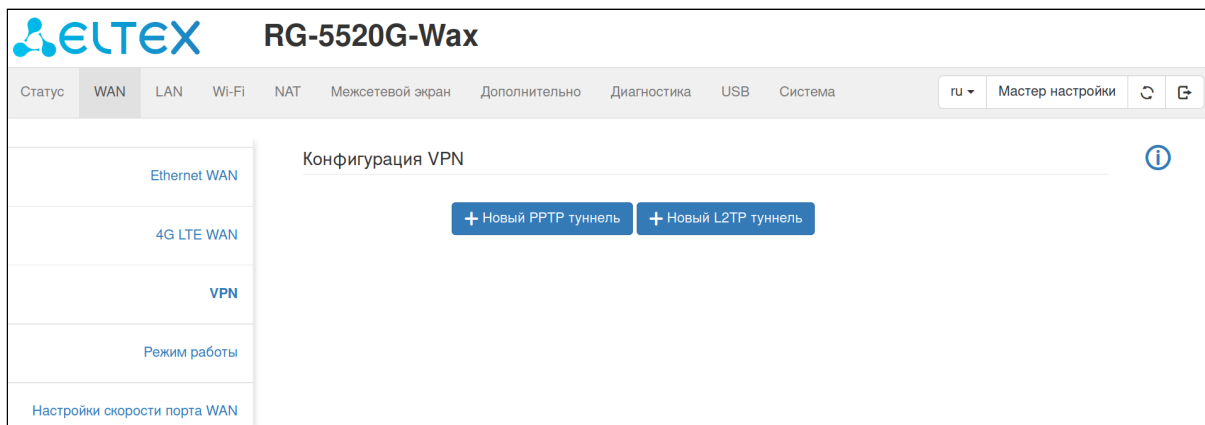 ELTEX RG-5520G-Wax
Статус WAN LAN Wi-Fi NAT Межсетевой экран Дополнительно Диагностика USB Система ru Мастер настройки
Конфигурация VPN
Ethernet WAN
Новый PPTP туннель Новый L2TP туннель
4G LTE WAN
VPN
Режим работы
Настройки скорости порта WAN